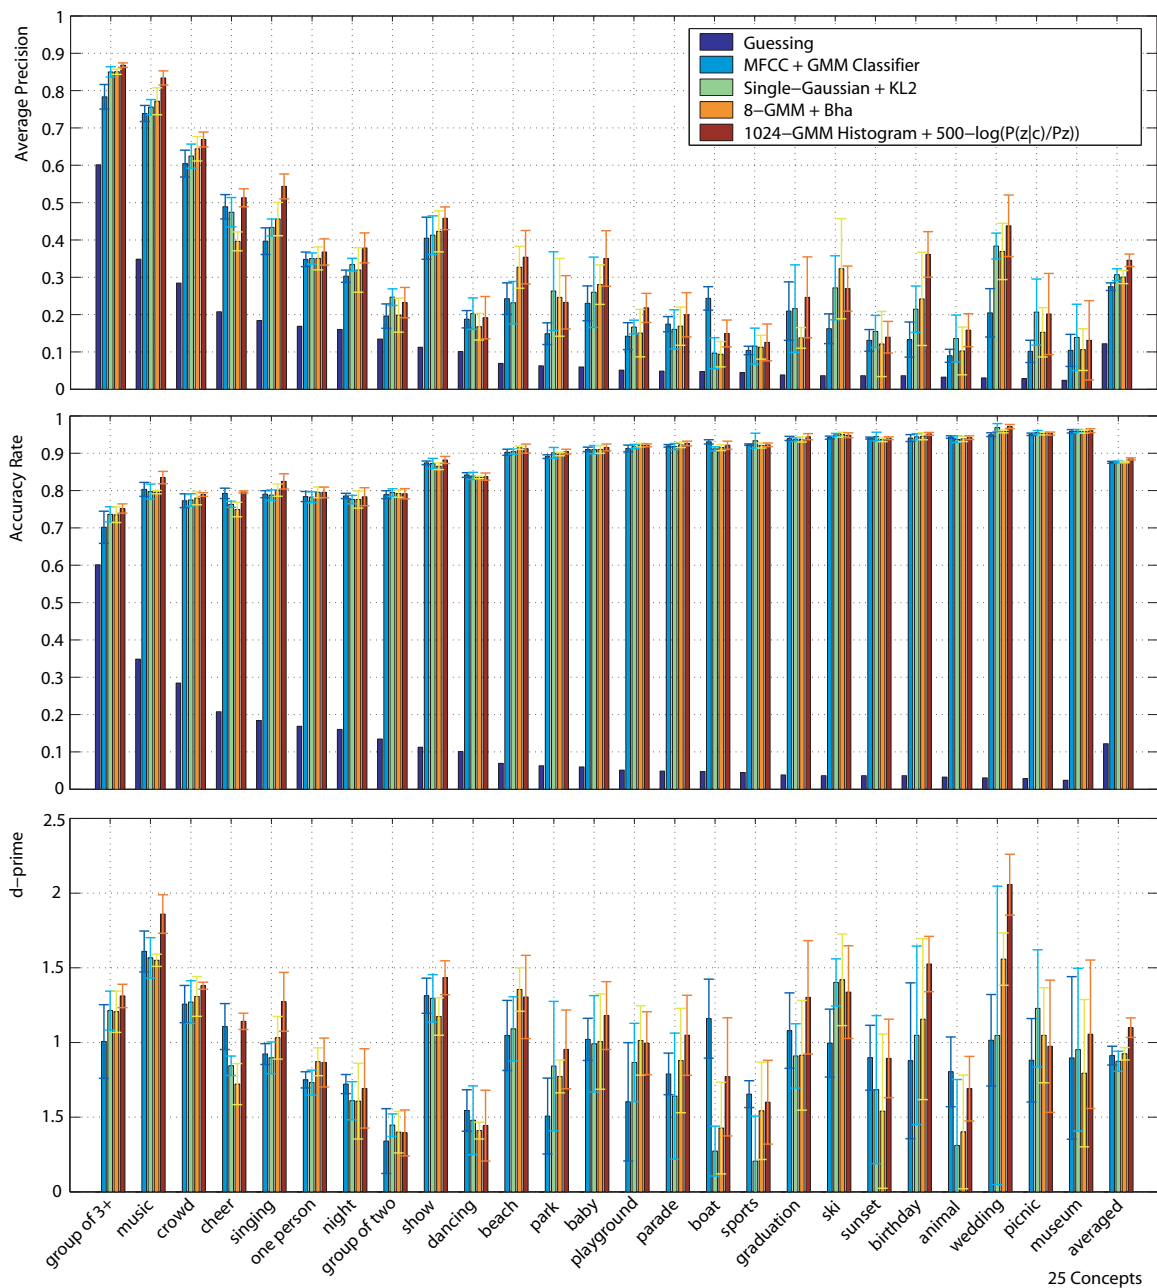 Average Precision
1
0.9
0.8
0.7
0.6
0.5
0.4
0.3
0.2
0.1
0
Guessing
MFCC + GMM Classifier
Single−Gaussian + KL2
8−GMM + Bha
1024−GMM Histogram + 500−log(P(z|c)/Pz))
Accuracy Rate
1
0.9
0.8
0.7
0.6
0.5
0.4
0.3
0.2
0.1
0
d−prime
2.5
2
1.5
1
1.5
0
group of 3+
music
crowd
cheer
singing
one person
night
group of two
show
dancing
beach
park
baby
playground
parade
boat
sports
graduation
ski
sunset
birthday
animal
wedding
picnic
museum
averaged
25 Concepts